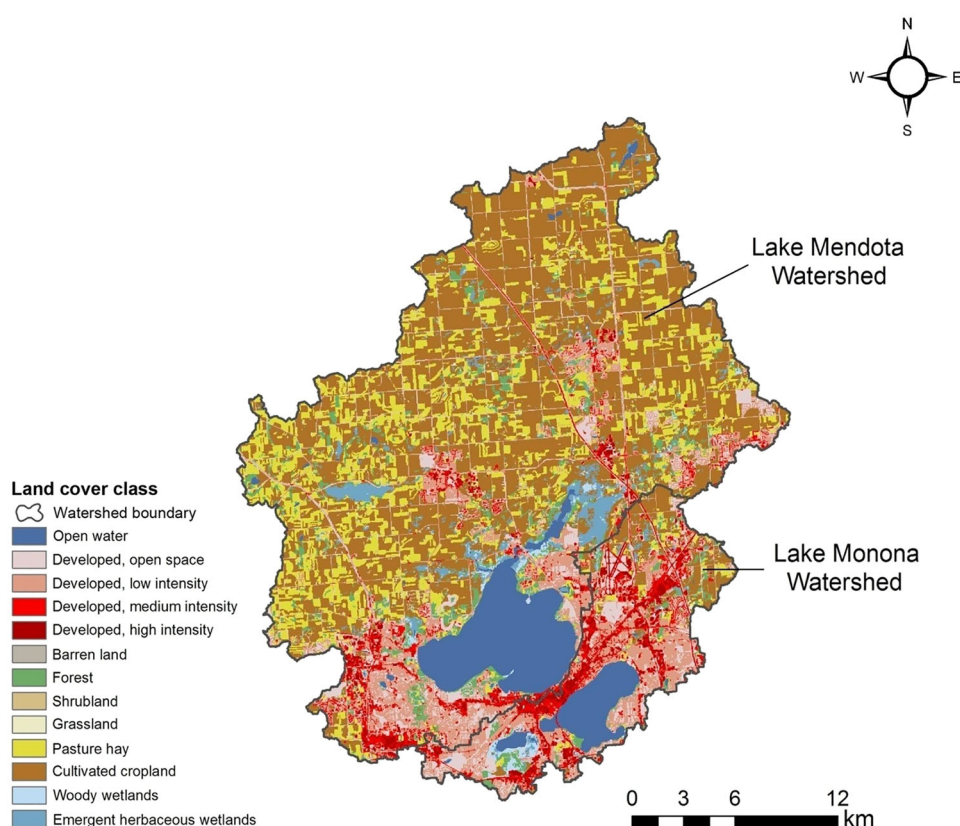 N
W
E
S
Lake Mendota
Watershed
Lake Monona
Watershed
Land cover class
Watershed boundary
Open water
Developed, open space
Developed, low intensity
Developed, medium intensity
Developed, high intensity
Barren land
Forest
Shrubland
Grassland
Pasture hay
Cultivated cropland
Woody wetlands
Emergent herbaceous wetlands
0 3 6 12
km